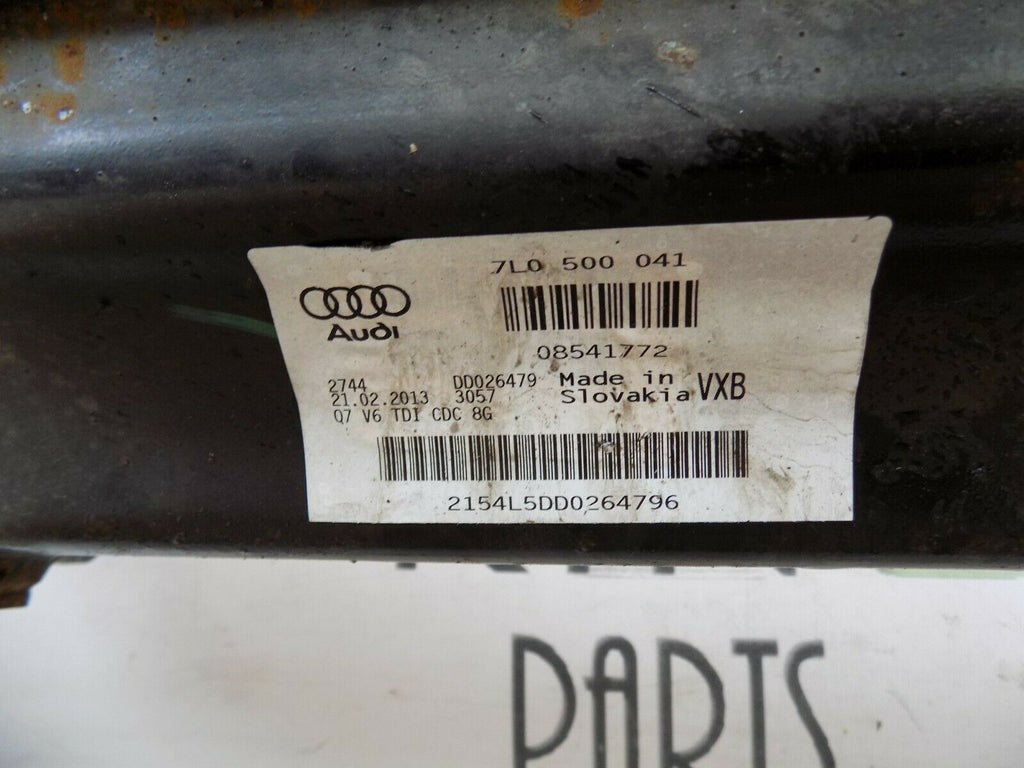 7L0 500 041
Audi
08541772
2744 DD026479 Made in VXB
21.02.2013 3057 Slovakia
Q7 V6 TDI CDC 8G
2154L5DD0264796
PARTS